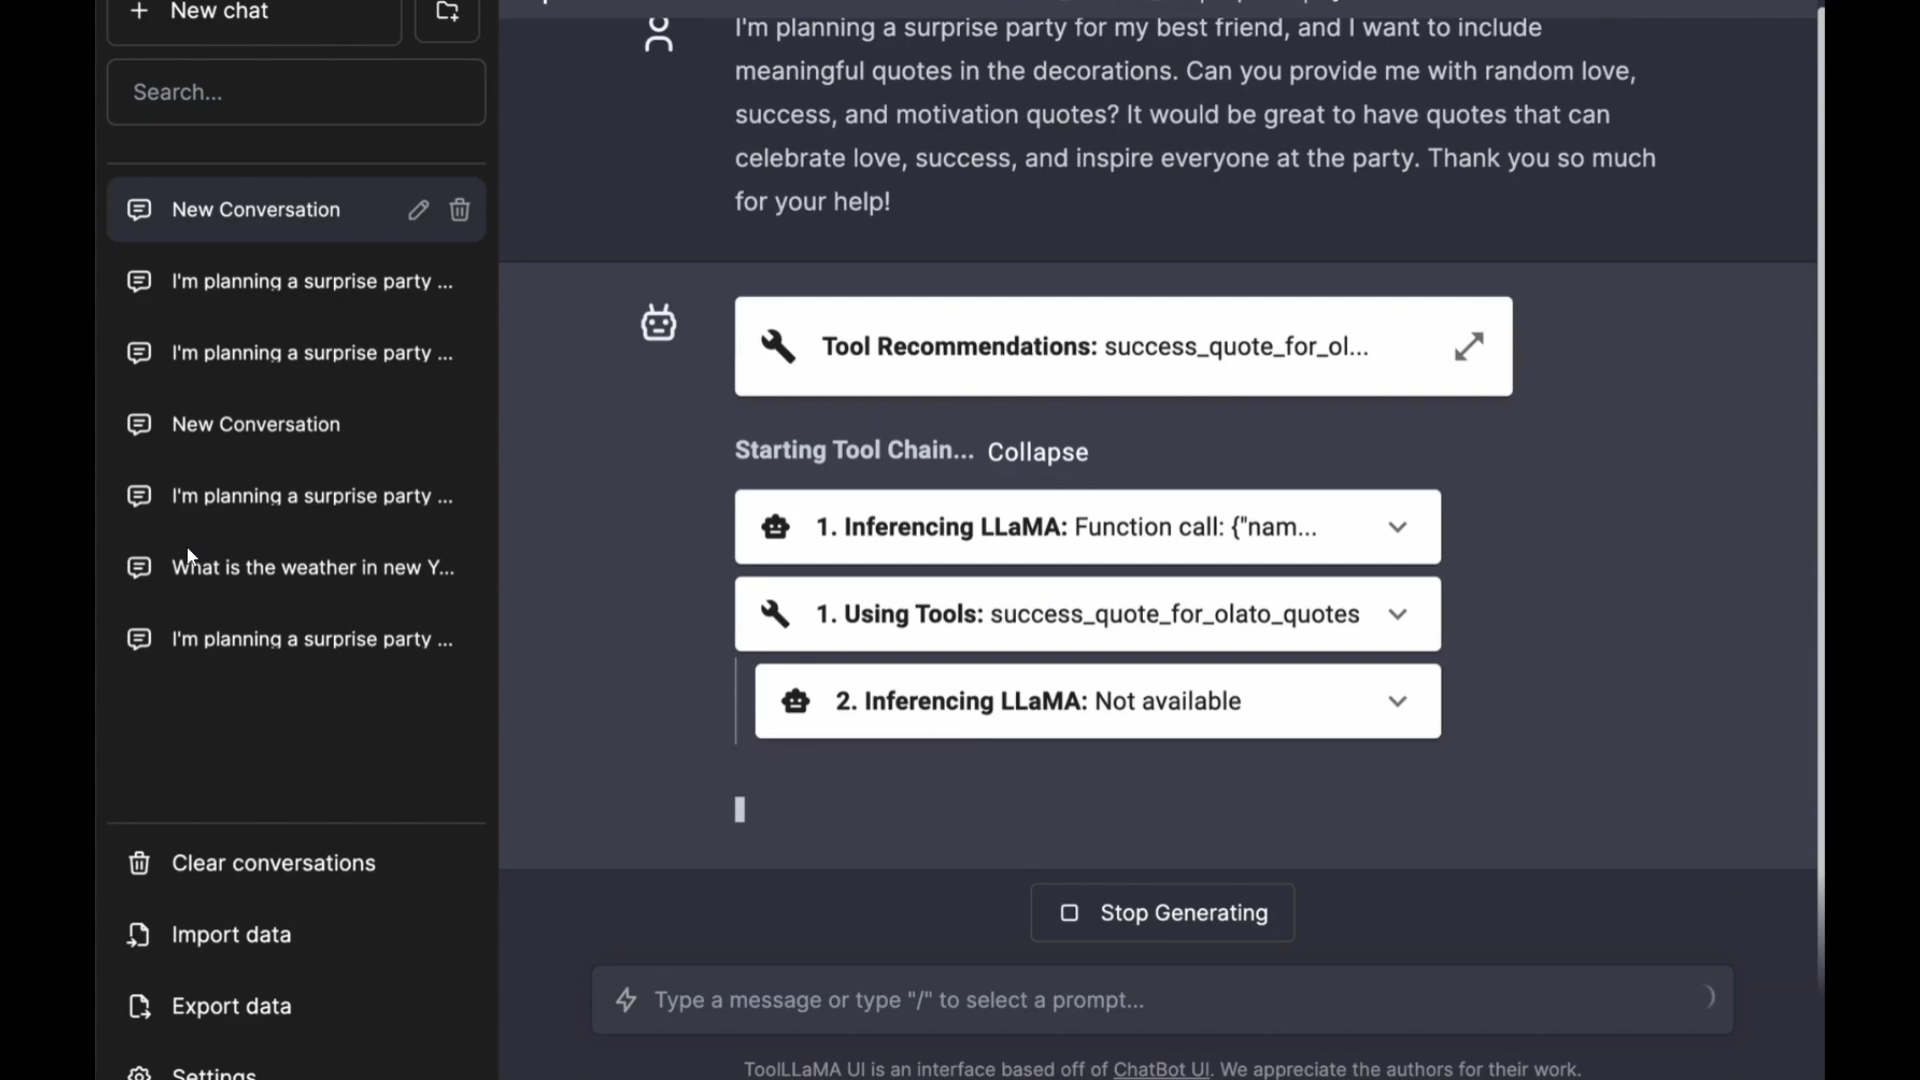 New chat
Search...
New Conversation
I'm planning a surprise party ...
I'm planning a surprise party ...
New Conversation
I'm planning a surprise party ...
What is the weather in new Y...
I'm planning a surprise party ...
Clear conversations
Import data
Export data
Settings
I'm planning a surprise party for my best friend, and I want to include
meaningful quotes in the decorations. Can you provide me with random love,
success, and motivation quotes? It would be great to have quotes that can
celebrate love, success, and inspire everyone at the party. Thank you so much
for your help!
Tool Recommendations: success_quote_for_ol...
Starting Tool Chain... Collapse
1. Inferencing LLaMA: Function call: {"nam...
1. Using Tools: success_quote_for_olato_quotes
2. Inferencing LLaMA: Not available
Stop Generating
Type a message or type "/" to select a prompt...
ToolLLaMA UI is an interface based off of ChatBot UI. We appreciate the authors for their work.